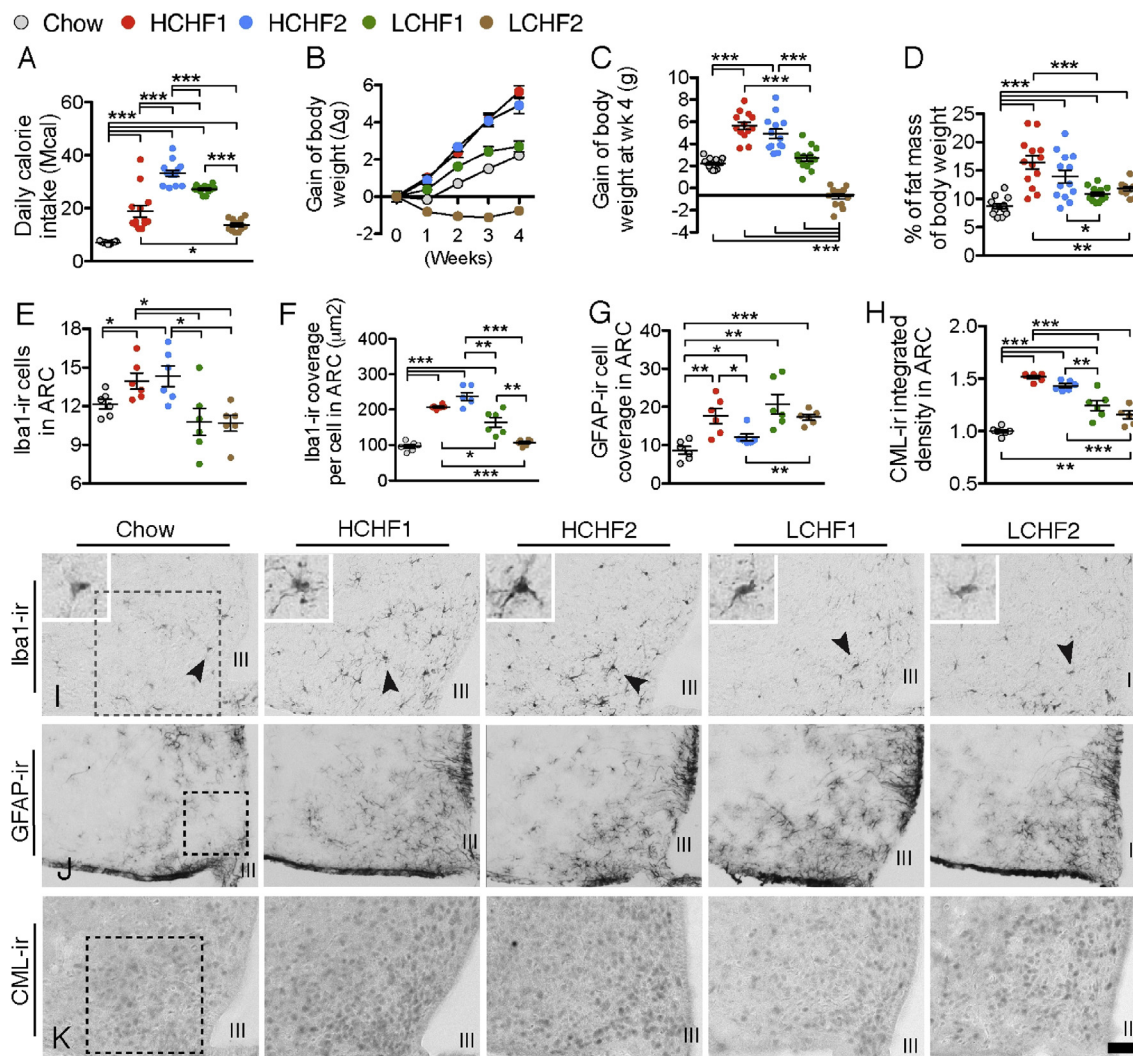 Chow HCHF1 HCHF2 LCHF1 LCHF2
A
Daily calorie
intake (Mcal)
60
40
20
0
***
***
***
***
***
***
*
B
Gain of body
weight (Δg)
6
4
2
0
-2
0 1 2 3 4
(Weeks)
C
Gain of body
weight at wk 4 (g)
10
8
6
4
2
0
-2
-4
*** ***
***
***
D
% of fat mass
of body weight
25
20
15
10
5
0
***
***
*
**
E
Iba1-ir cells
in ARC
18
15
12
9
6
*
*
*
F
Iba1-ir coverage
per cell in ARC (μm2)
300
200
100
0
***
**
***
**
*
***
G
GFAP-ir cell
coverage in ARC
40
30
20
10
0
***
**
*
** *
**
H
CML-ir integrated
density in ARC
2.0
1.5
1.0
0.5
***
***
**
***
**
Chow HCHF1 HCHF2 LCHF1 LCHF2
Iba1-ir
I
III
III
III
III
GFAP-ir
J
III
III
III
III
CML-ir
K
III
III
III
III